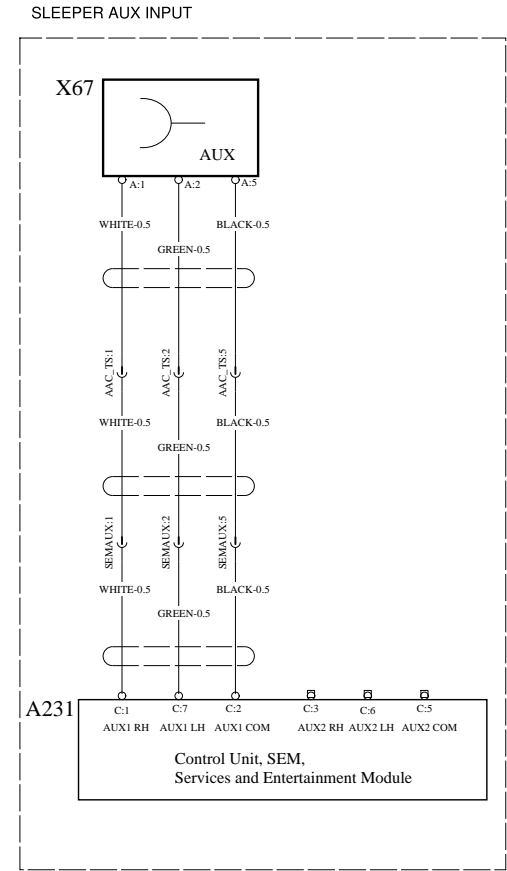 SLEEPER AUX INPUT
X67
AUX
A:1 A:2 A:5
WHITE-0.5 BLACK-0.5
GREEN-0.5
AAC_TS:1 AAC_TS:2 AAC_TS:5
WHITE-0.5 BLACK-0.5
GREEN-0.5
SEMAUX:1 SEMAUX:2 SEMAUX:5
WHITE-0.5 BLACK-0.5
GREEN-0.5
A231
C:1 C:7 C:2 C:3 C:6 C:5
AUX1 RH AUX1 LH AUX1 COM AUX2 RH AUX2 LH AUX2 COM
Control Unit, SEM,
Services and Entertainment Module